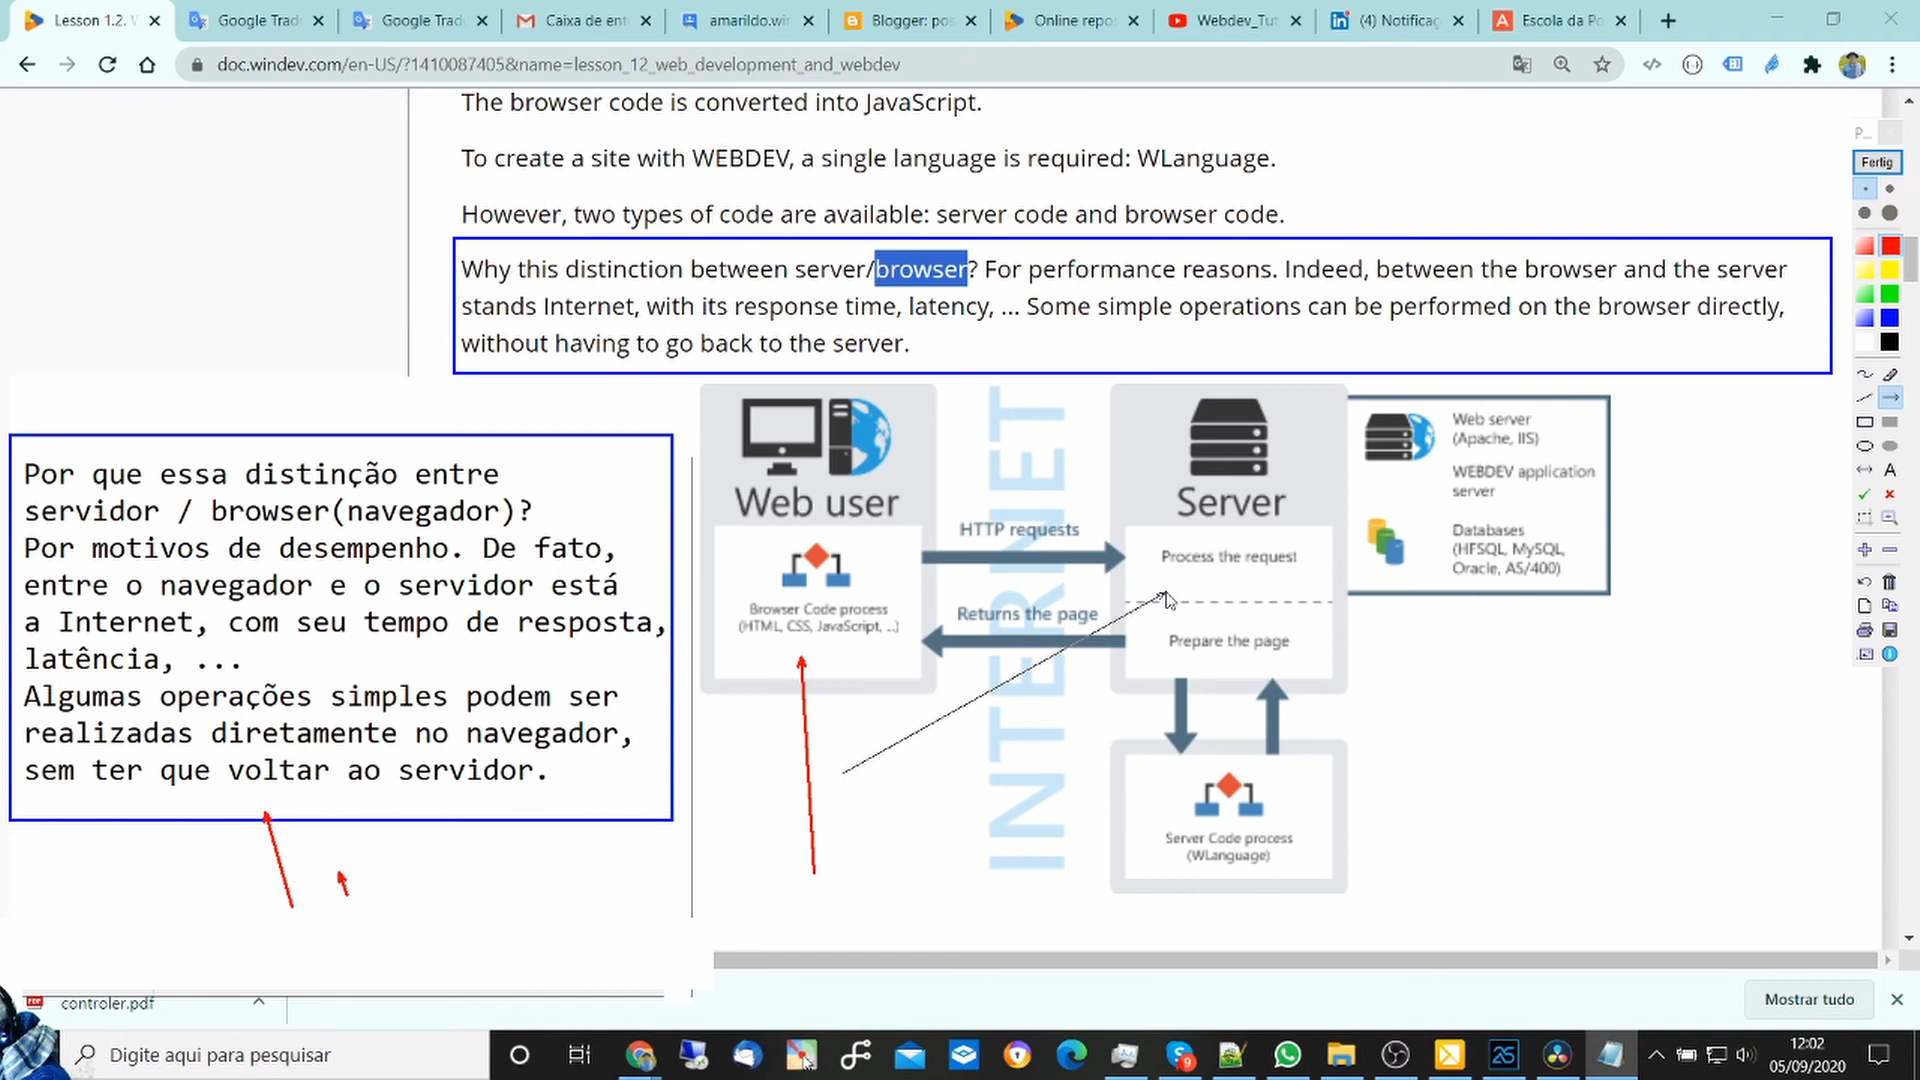 Lesson 1.2. W
Google Trad
Google Trad
Caixa de ent
amarildo.wir
Blogger: pos
Online repo
Webdev_Tut
(4) Notificaç
Escola da Po
doc.windev.com/en-US/?1410087405&name=lesson_12_web_development_and_webdev
The browser code is converted into JavaScript.
To create a site with WEBDEV, a single language is required: WLanguage.
However, two types of code are available: server code and browser code.
Why this distinction between server/browser? For performance reasons. Indeed, between the browser and the server
stands Internet, with its response time, latency, ... Some simple operations can be performed on the browser directly,
without having to go back to the server.
P...
Fertig
A
Por que essa distinção entre
servidor / browser(navegador)?
Por motivos de desempenho. De fato,
entre o navegador e o servidor está
a Internet, com seu tempo de resposta,
latência, ...
Algumas operações simples podem ser
realizadas diretamente no navegador,
sem ter que voltar ao servidor.
Web user
Browser Code process
(HTML, CSS, JavaScript, ...)
INTERNET
HTTP requests
Returns the page
Server
Process the request
Prepare the page
Server Code process
(WLanguage)
Web server
(Apache, IIS)
WEBDEV application
server
Databases
(HFSQL, MySQL,
Oracle, AS/400)
controler.pdf
Mostrar tudo
Digite aqui para pesquisar
12:02
05/09/2020